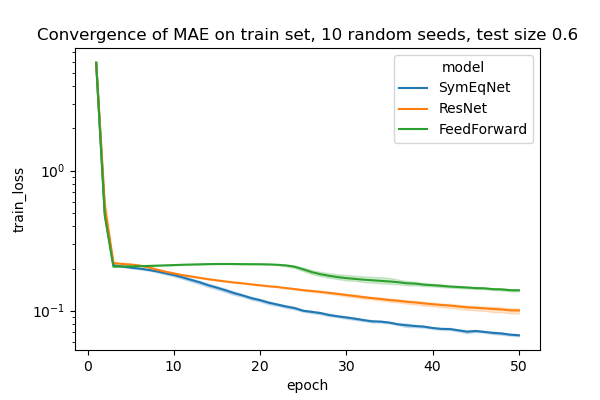 Convergence of MAE on train set, 10 random seeds, test size 0.6
model
SymEqNet
ResNet
FeedForward
train_loss
10⁰
10⁻¹
0 10 20 30 40 50
epoch